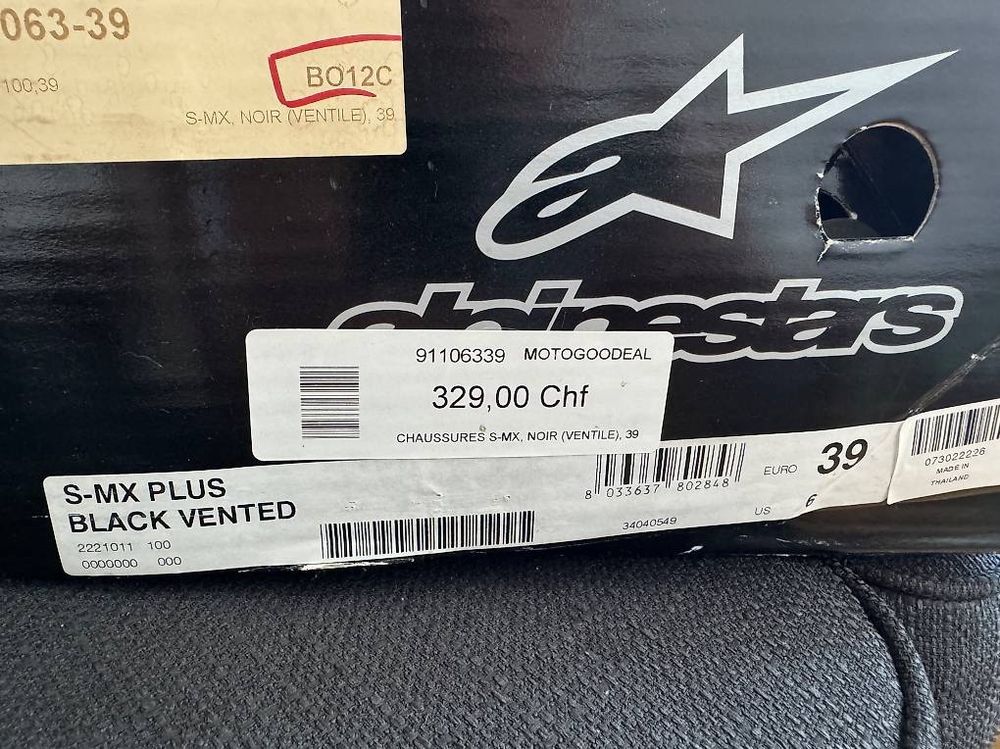 063-39
100,39
BO12C
S-MX, NOIR (VENTILE), 39
alpinestars
91106339 MOTOGOODEAL
329,00 Chf
CHAUSSURES S-MX, NOIR (VENTILE), 39
S-MX PLUS
BLACK VENTED
2221011 100
0000000 000
8 033637 802848
34040549
EURO 39
US 6
073022226
MADE IN
THAILAND